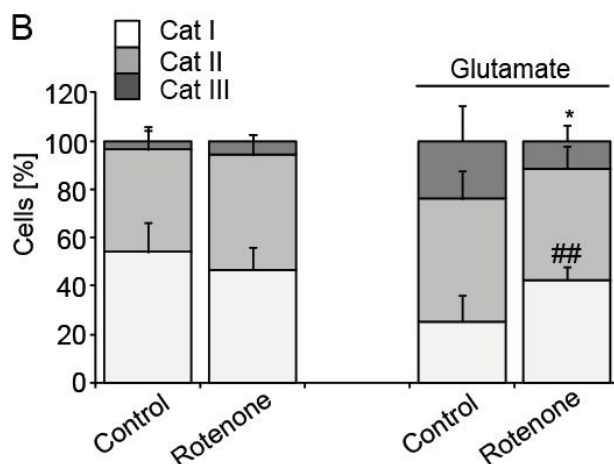 B
Cat I
Cat II
Cat III
Glutamate
120
100
80
60
40
20
0
Cells [%]
*
##
Control
Rotenone
Control
Rotenone